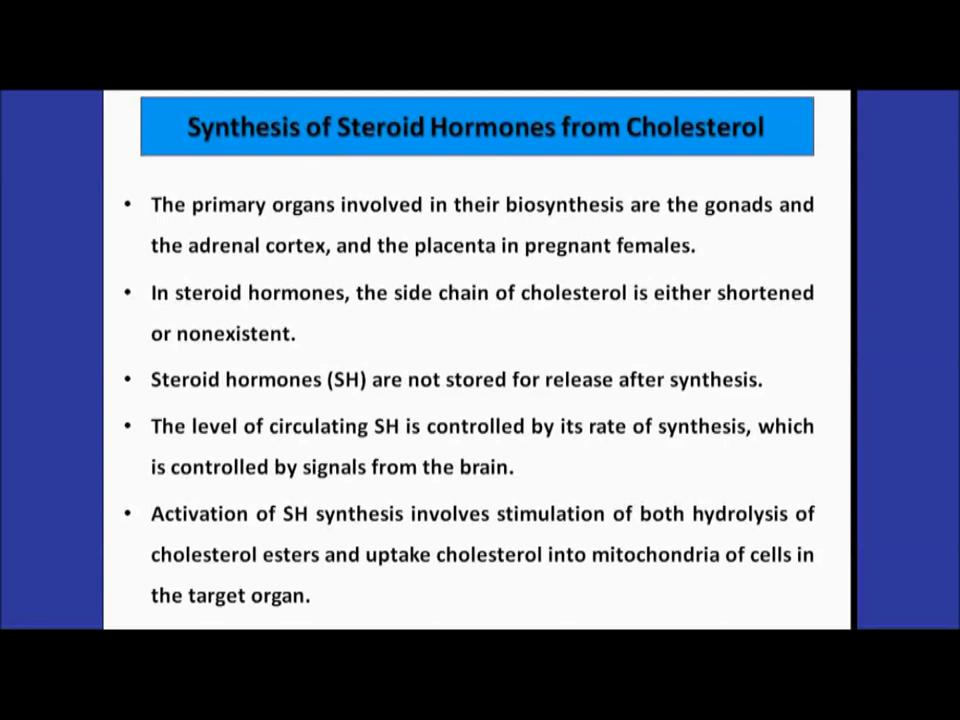 Synthesis of Steroid Hormones from Cholesterol
• The primary organs involved in their biosynthesis are the gonads and
the adrenal cortex, and the placenta in pregnant females.
• In steroid hormones, the side chain of cholesterol is either shortened
or nonexistent.
• Steroid hormones (SH) are not stored for release after synthesis.
• The level of circulating SH is controlled by its rate of synthesis, which
is controlled by signals from the brain.
• Activation of SH synthesis involves stimulation of both hydrolysis of
cholesterol esters and uptake cholesterol into mitochondria of cells in
the target organ.